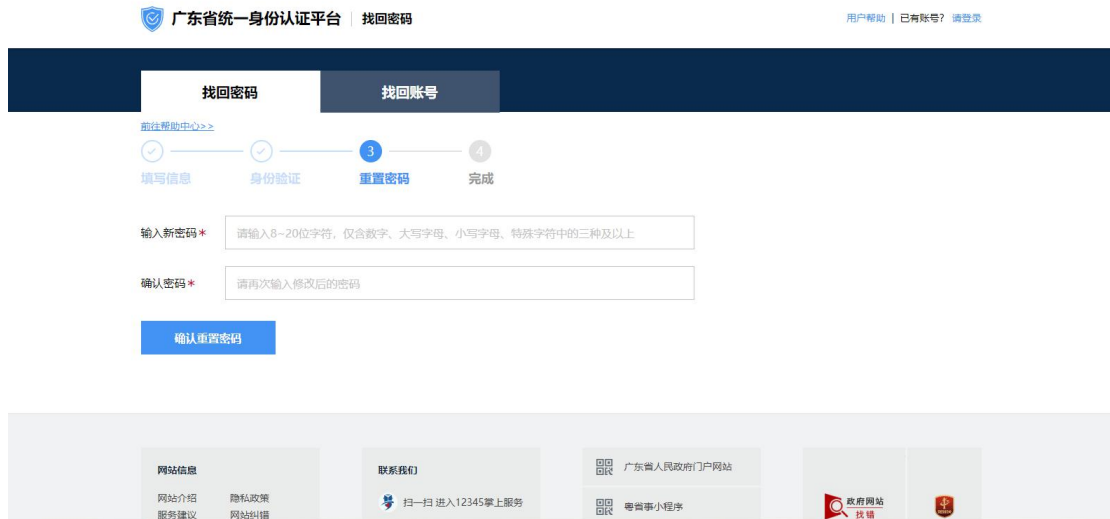 广东省统一身份认证平台 | 找回密码
用户帮助 | 已有账号? 请登录
找回密码 找回账号
前往帮助中心>>
3 4
填写信息 身份验证 重置密码 完成
输入新密码* 请输入8-20位字符,仅含数字、大写字母、小写字母、特殊字符中的三种及以上
确认密码* 请再次输入修改后的密码
确认重置密码
网站信息
网站介绍 隐私政策
服务建议 网站纠错
联系我们
扫一扫 进入12345掌上服务
广东省人民政府门户网站
粤省事小程序
政府网站
找错